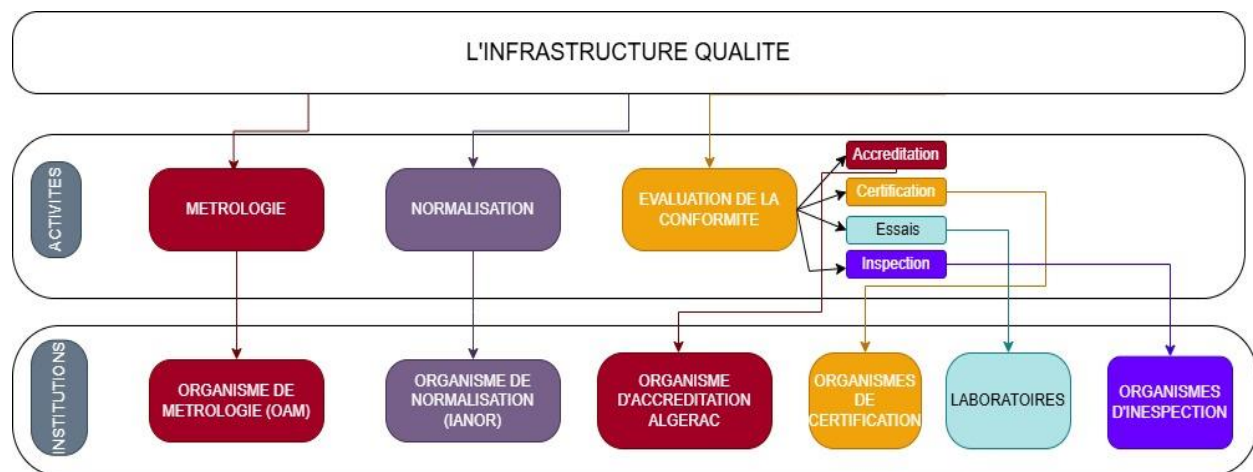 L'INFRASTRUCTURE QUALITE
ACTIVITES
METROLOGIE
NORMALISATION
EVALUATION DE LA
CONFORMITE
Accreditation
Certification
Essais
Inspection
INSTITUTIONS
ORGANISME DE
METROLOGIE (OAM)
ORGANISME DE
NORMALISATION
(IANOR)
ORGANISME
D'ACCREDITATION
ALGERAC
ORGANISMES
DE
CERTIFICATION
LABORATOIRES
ORGANISMES
D'INESPECTION